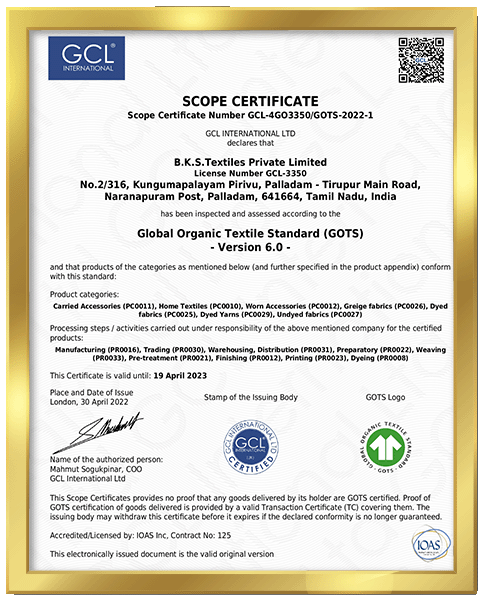 GCL®
INTERNATIONAL
SCOPE CERTIFICATE
Scope Certificate Number GCL-4GO3350/GOTS-2022-1
GCL INTERNATIONAL LTD
declares that
B.K.S.Textiles Private Limited
License Number GCL-3350
No.2/316, Kungumapalayam Pirivu, Palladam - Tirupur Main Road,
Naranapuram Post, Palladam, 641664, Tamil Nadu, India
has been inspected and assessed according to the
Global Organic Textile Standard (GOTS)
- Version 6.0 -
and that products of the categories as mentioned below (and further specified in the product appendix) conform
with this standard:
Product categories:
Carried Accessories (PC0011), Home Textiles (PC0010), Worn Accessories (PC0012), Greige fabrics (PC0026), Dyed
fabrics (PC0025), Dyed Yarns (PC0029), Undyed fabrics (PC0027)
Processing steps / activities carried out under responsibility of the above mentioned company for the certified
products:
Manufacturing (PR0016), Trading (PR0030), Warehousing, Distribution (PR0031), Preparatory (PR0022), Weaving
(PR0033), Pre-treatment (PR0021), Finishing (PR0012), Printing (PR0023), Dyeing (PR0008)
This Certificate is valid until: 19 April 2023
Place and Date of Issue
London, 30 April 2022
Stamp of the Issuing Body
GOTS Logo
GCL INTERNATIONAL LTD
GCL
INTERNATIONAL
CERTIFIED
GLOBAL ORGANIC TEXTILE STANDARD
· GOTS ·
Name of the authorized person:
Mahmut Sogukpinar, COO
GCL International Ltd
This Scope Certificates provides no proof that any goods delivered by its holder are GOTS certified. Proof of
GOTS certification of goods delivered is provided by a valid Transaction Certificate (TC) covering them. The
issuing body may withdraw this certificate before it expires if the declared conformity is no longer guaranteed.
Accredited/Licensed by: IOAS Inc, Contract No: 125
IOAS
This electronically issued document is the valid original version